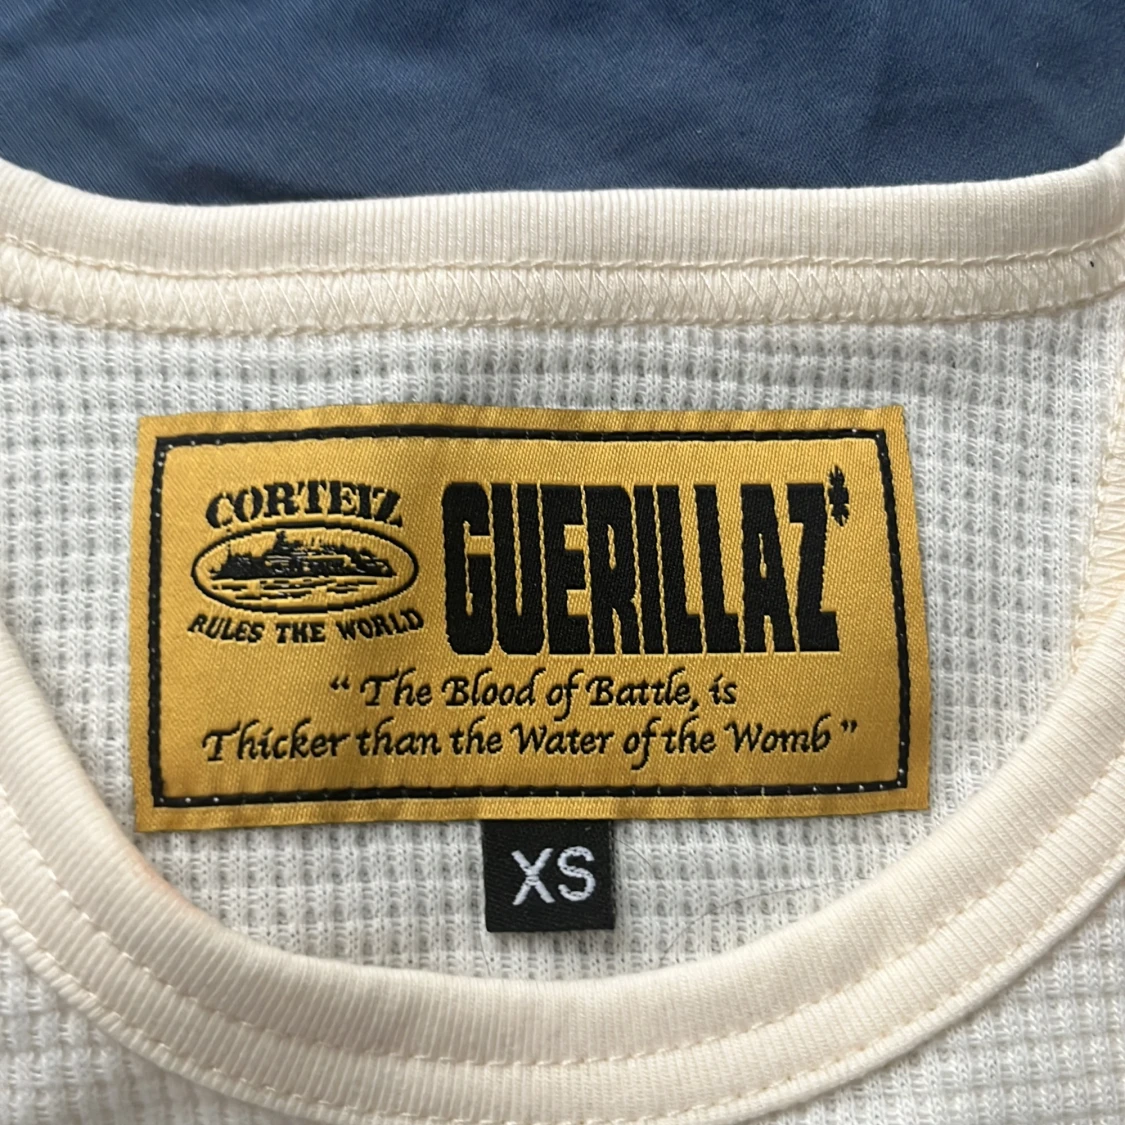 CORTEIZ
RULES THE WORLD
GUERILLAZ*
“ The Blood of Battle, is
Thicker than the Water of the Womb ”
XS